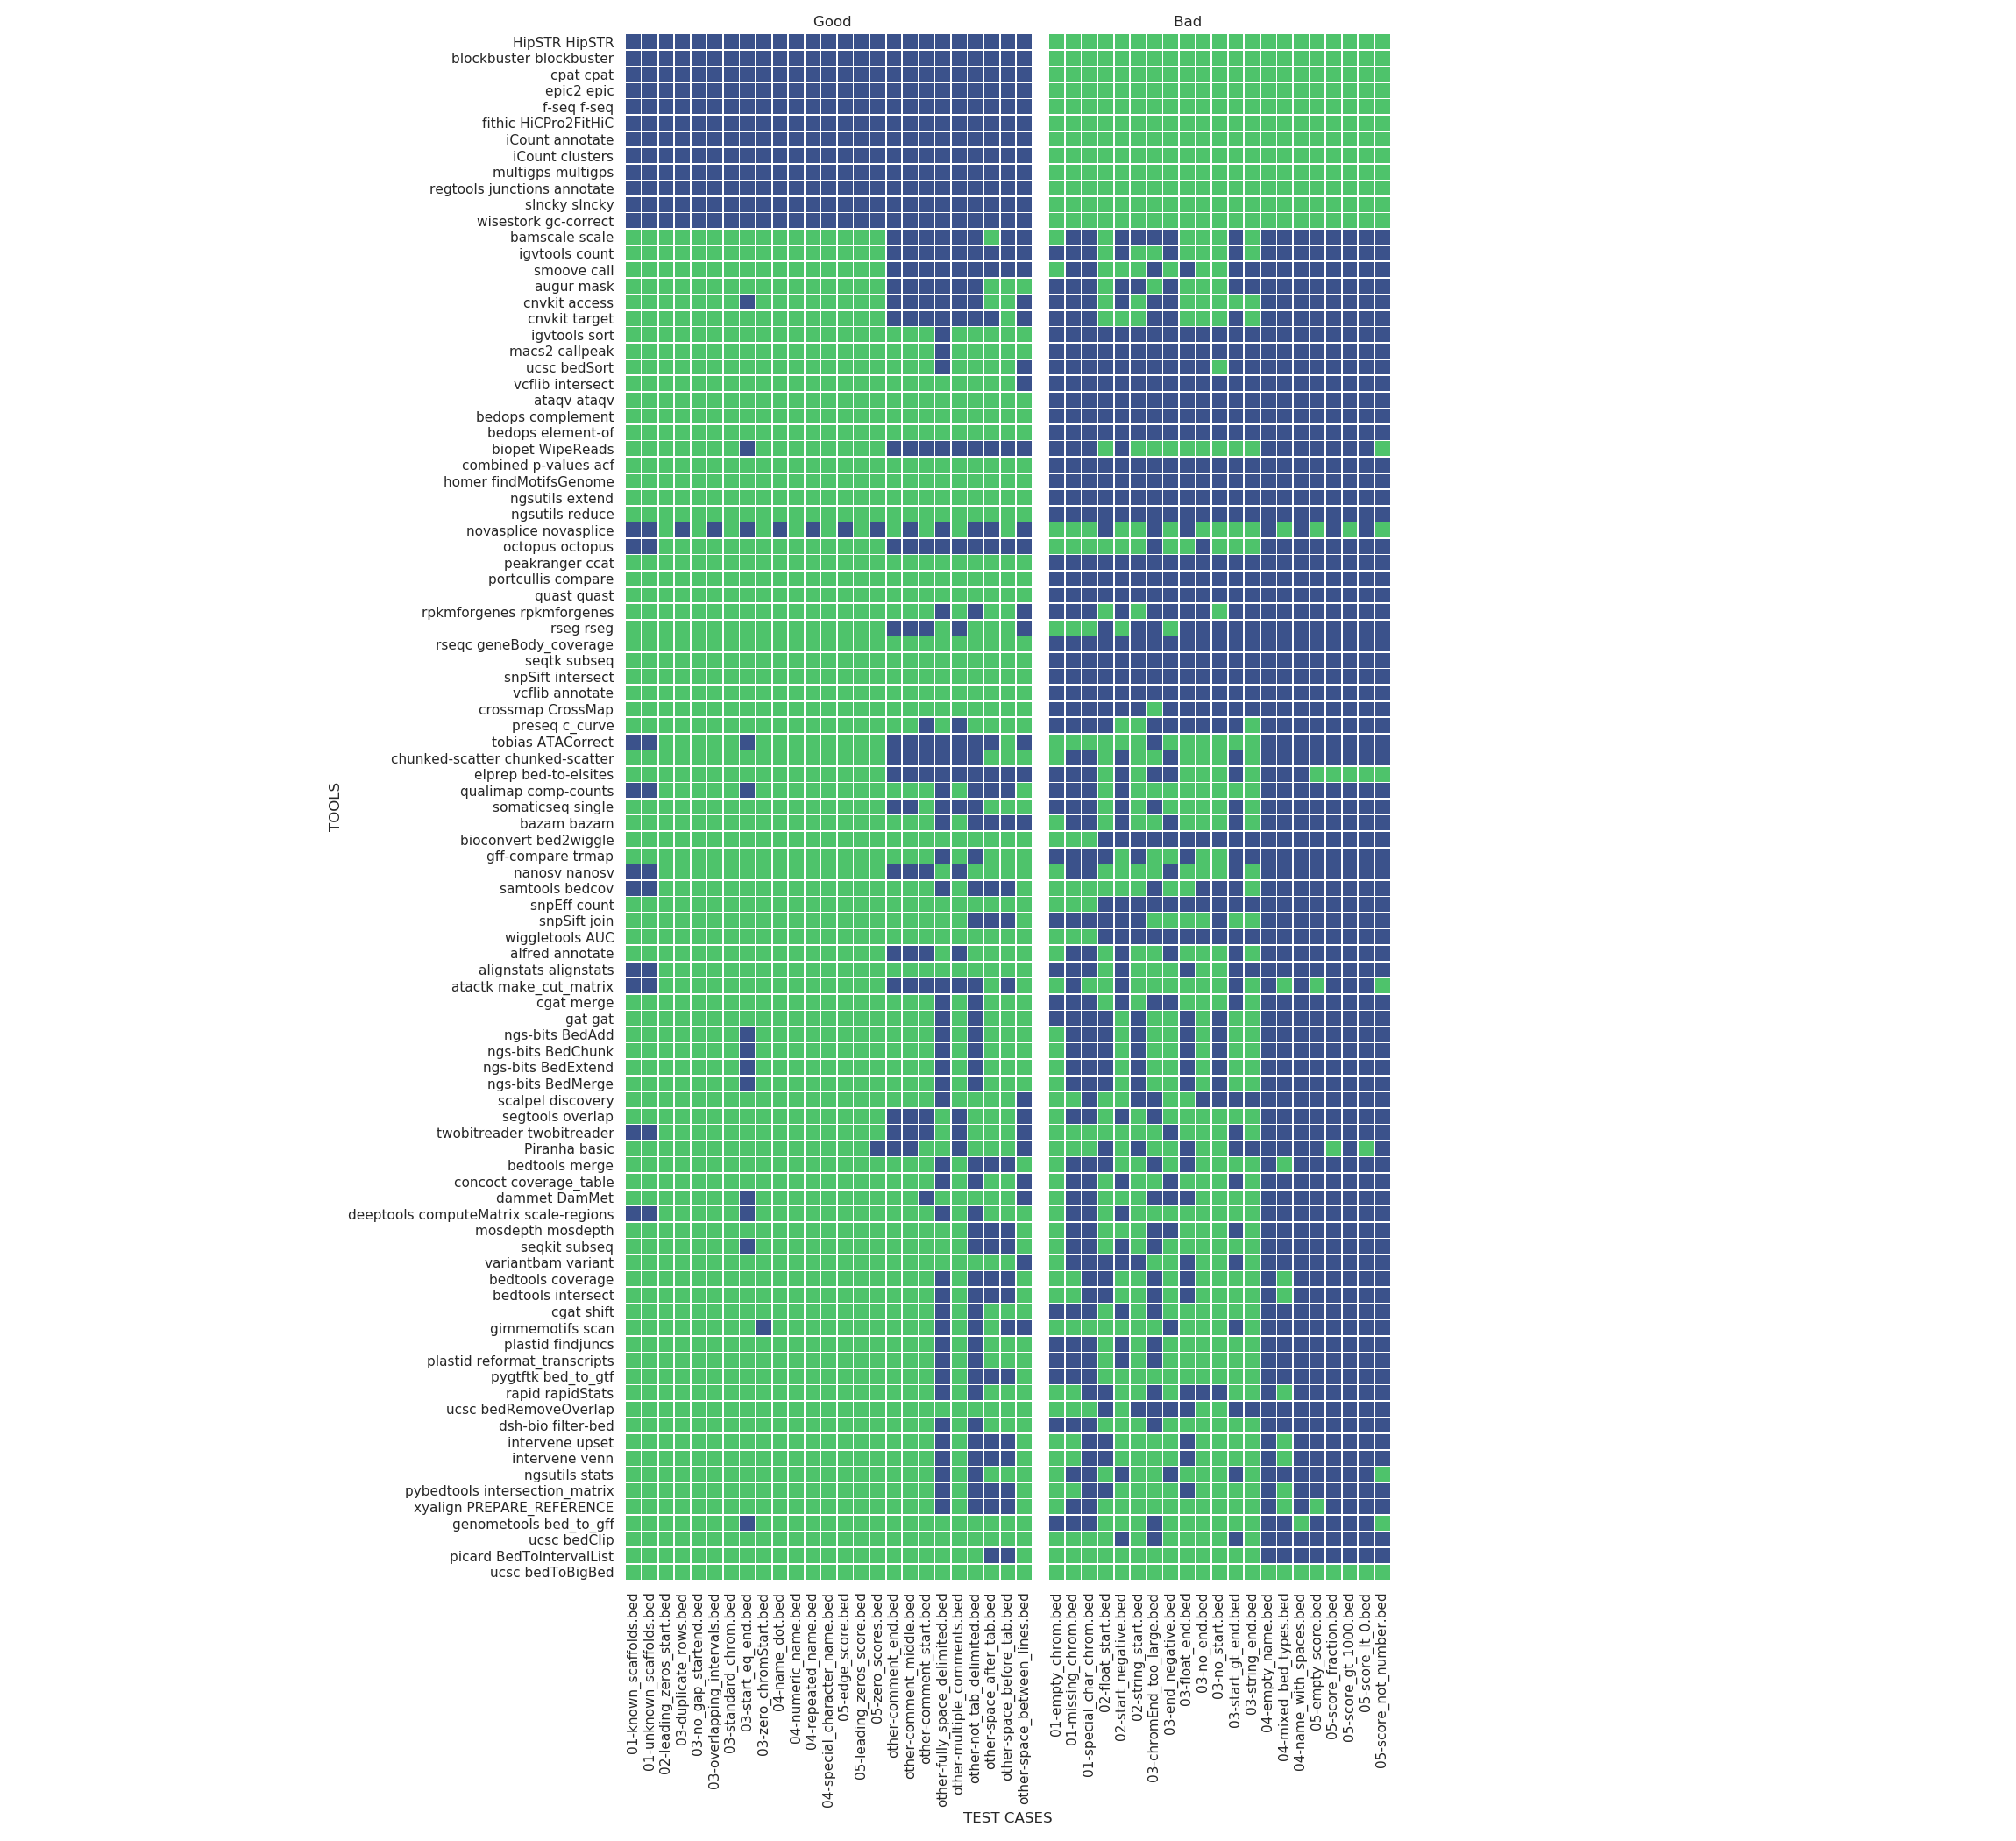 Good
Bad
HipSTR HipSTR
blockbuster blockbuster
cpat cpat
epic2 epic
f-seq f-seq
fithic HiCPro2FitHiC
iCount annotate
iCount clusters
multigps multigps
regtools junctions annotate
slncky slncky
wisestork gc-correct
bamscale scale
igvtools count
smoove call
augur mask
cnvkit access
cnvkit target
igvtools sort
macs2 callpeak
ucsc bedSort
vcflib intersect
ataqv ataqv
bedops complement
bedops element-of
biopet WipeReads
combined p-values acf
homer findMotifsGenome
ngsutils extend
ngsutils reduce
novasplice novasplice
octopus octopus
peakranger ccat
portcullis compare
quast quast
rpkmforgenes rpkmforgenes
rseg rseg
rseqc geneBody_coverage
seqtk subseq
snpSift intersect
vcflib annotate
crossmap CrossMap
preseq c_curve
tobias ATACorrect
chunked-scatter chunked-scatter
elprep bed-to-elsites
qualimap comp-counts
somaticseq single
bazam bazam
bioconvert bed2wiggle
gff-compare trmap
nanosv nanosv
samtools bedcov
snpEff count
snpSift join
wiggletools AUC
alfred annotate
alignstats alignstats
atactk make_cut_matrix
cgat merge
gat gat
ngs-bits BedAdd
ngs-bits BedChunk
ngs-bits BedExtend
ngs-bits BedMerge
scalpel discovery
segtools overlap
twobitreader twobitreader
Piranha basic
bedtools merge
concoct coverage_table
dammet DamMet
deeptools computeMatrix scale-regions
mosdepth mosdepth
seqkit subseq
variantbam variant
bedtools coverage
bedtools intersect
cgat shift
gimmemotifs scan
plastid findjuncs
plastid reformat_transcripts
pygtftk bed_to_gtf
rapid rapidStats
ucsc bedRemoveOverlap
dsh-bio filter-bed
intervene upset
intervene venn
ngsutils stats
pybedtools intersection_matrix
xyalign PREPARE_REFERENCE
genometools bed_to_gff
ucsc bedClip
picard BedToIntervalList
ucsc bedToBigBed
TOOLS
01-known_scaffolds.bed
01-unknown_scaffolds.bed
02-leading_zeros_start.bed
03-duplicate_rows.bed
03-no_gap_startend.bed
03-overlapping_intervals.bed
03-standard_chrom.bed
03-start_eq_end.bed
03-zero_chromStart.bed
04-name_dot.bed
04-numeric_name.bed
04-repeated_name.bed
04-special_character_name.bed
05-edge_score.bed
05-leading_zeros_score.bed
05-zero_scores.bed
other-comment_end.bed
other-comment_middle.bed
other-comment_start.bed
other-fully_space_delimited.bed
other-multiple_comments.bed
other-not_tab_delimited.bed
other-space_after_tab.bed
other-space_before_tab.bed
other-space_between_lines.bed
01-empty_chrom.bed
01-missing_chrom.bed
01-special_char_chrom.bed
02-float_start.bed
02-start_negative.bed
02-string_start.bed
03-chromEnd_too_large.bed
03-end_negative.bed
03-float_end.bed
03-no_end.bed
03-no_start.bed
03-start_gt_end.bed
03-string_end.bed
04-empty_name.bed
04-mixed_bed_types.bed
04-name_with_spaces.bed
05-empty_score.bed
05-score_fraction.bed
05-score_gt_1000.bed
05-score_lt_0.bed
05-score_not_number.bed
TEST CASES